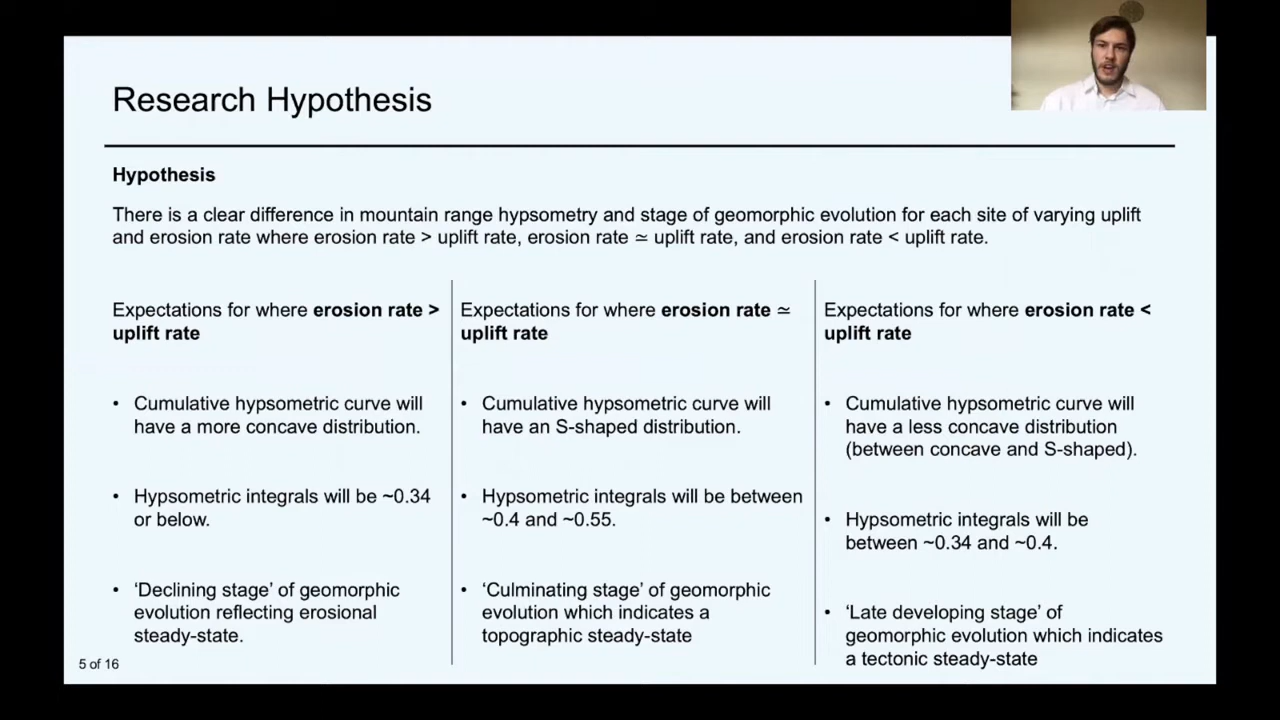 Research Hypothesis
Hypothesis
There is a clear difference in mountain range hypsometry and stage of geomorphic evolution for each site of varying uplift
and erosion rate where erosion rate > uplift rate, erosion rate ≃ uplift rate, and erosion rate < uplift rate.
Expectations for where erosion rate >
uplift rate
• Cumulative hypsometric curve will
have a more concave distribution.
• Hypsometric integrals will be ~0.34
or below.
• ‘Declining stage’ of geomorphic
evolution reflecting erosional
steady-state.
Expectations for where erosion rate ≃
uplift rate
• Cumulative hypsometric curve will
have an S-shaped distribution.
• Hypsometric integrals will be between
~0.4 and ~0.55.
• ‘Culminating stage’ of geomorphic
evolution which indicates a
topographic steady-state
Expectations for where erosion rate <
uplift rate
• Cumulative hypsometric curve will
have a less concave distribution
(between concave and S-shaped).
• Hypsometric integrals will be
between ~0.34 and ~0.4.
• ‘Late developing stage’ of
geomorphic evolution which indicates
a tectonic steady-state
5 of 16